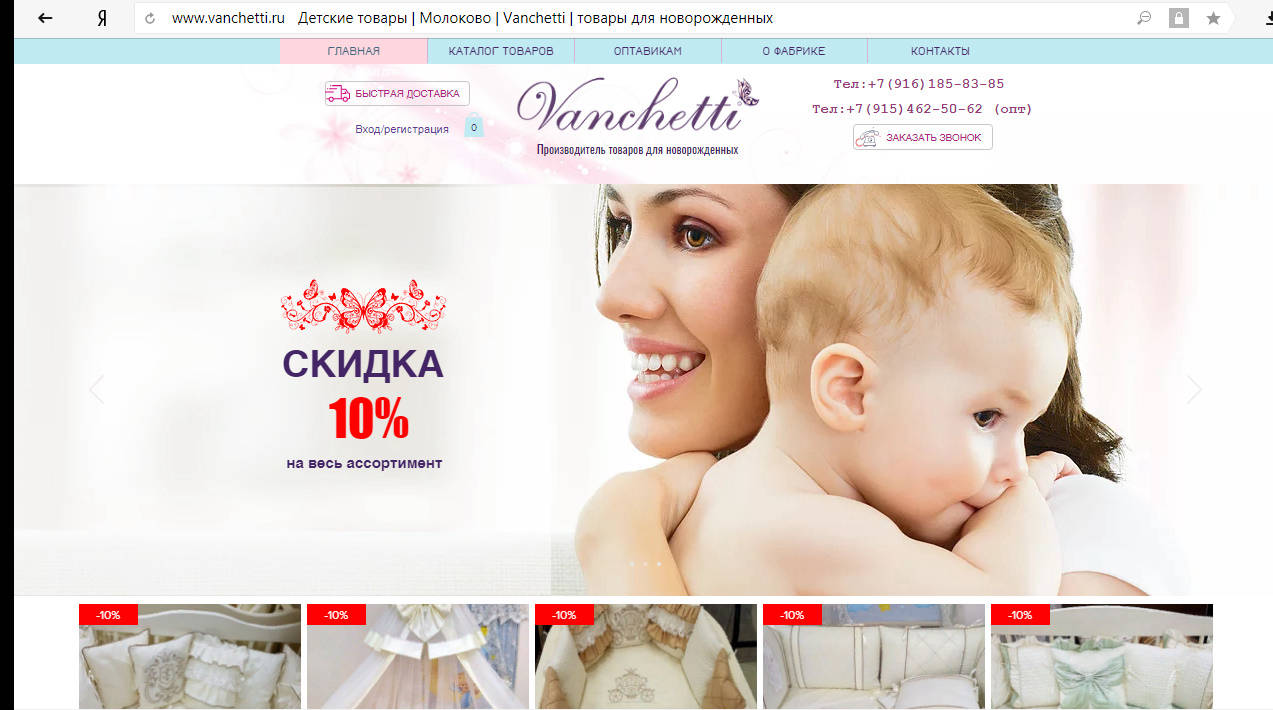 Я www.vanchetti.ru Детские товары | Молоково | Vanchetti | товары для новорожденных
ГЛАВНАЯ КАТАЛОГ ТОВАРОВ ОПТАВИКАМ О ФАБРИКЕ КОНТАКТЫ
БЫСТРАЯ ДОСТАВКА
Вход/регистрация 0
Vanchetti
Производитель товаров для новорожденных
Тел:+7(916)185-83-85
Тел:+7(915)462-50-62 (опт)
ЗАКАЗАТЬ ЗВОНОК
СКИДКА
10%
на весь ассортимент
-10% -10% -10% -10% -10%